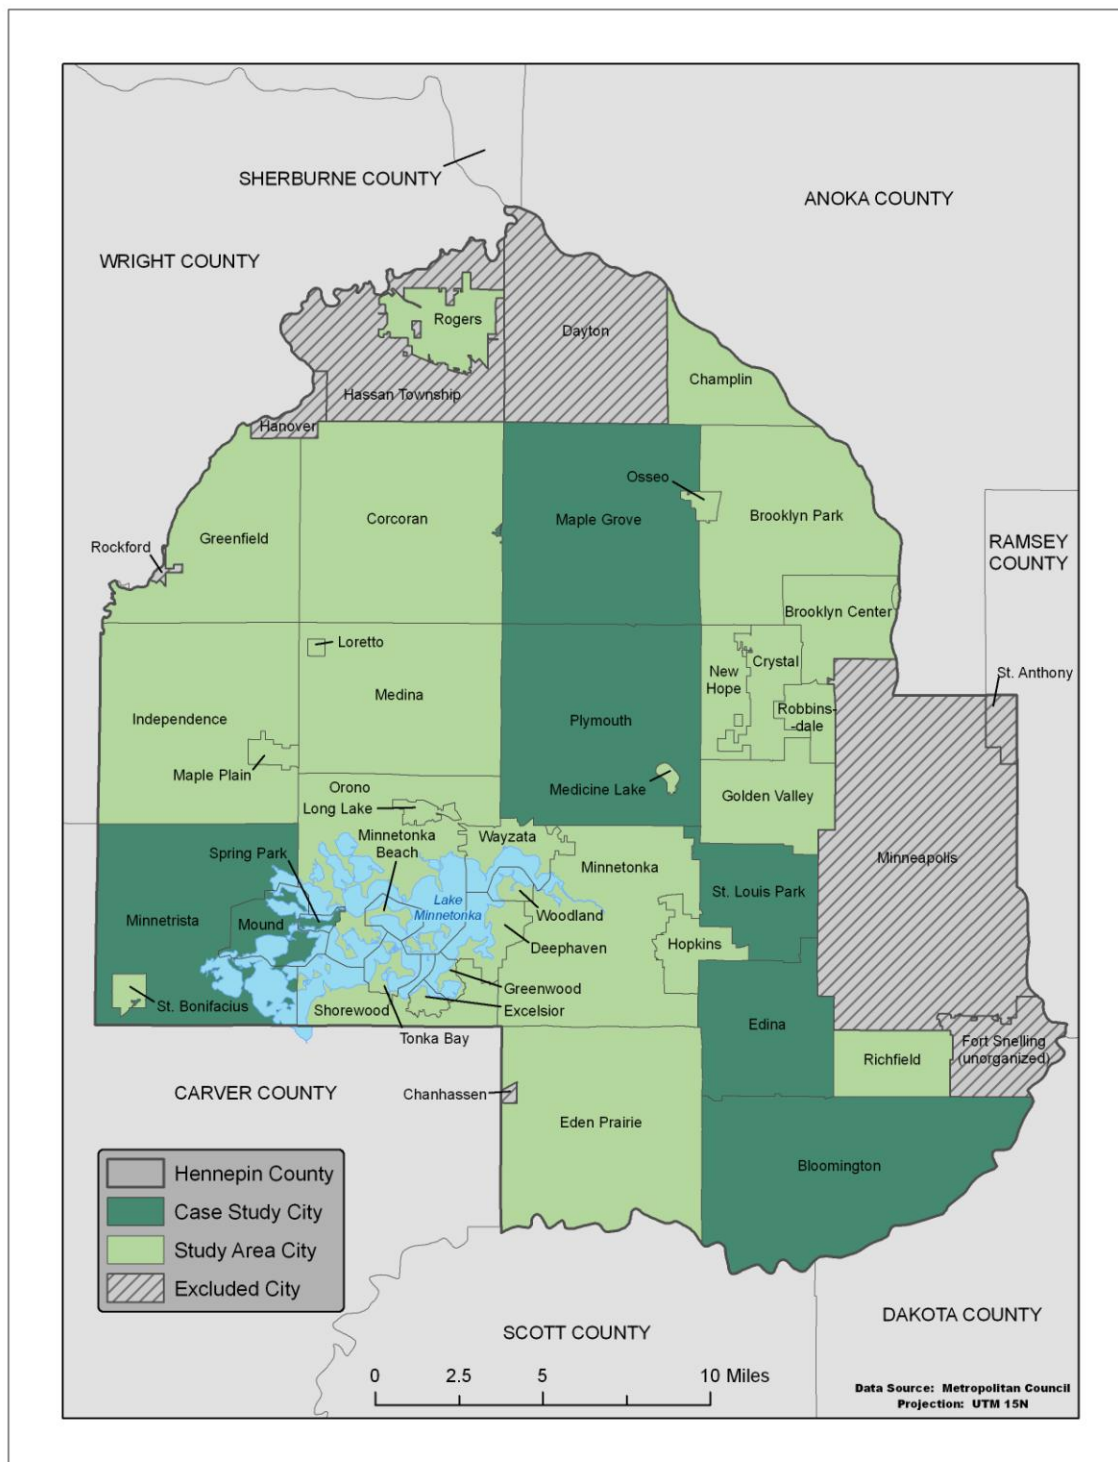 SHERBURNE COUNTY
ANOKA COUNTY
WRIGHT COUNTY
Rogers
Dayton
Champlin
Hassan Township
Hanover
Osseo
Corcoran
Maple Grove
Brooklyn Park
Greenfield
Rockford
RAMSEY
COUNTY
Brooklyn Center
Loretto
Crystal
New
Hope
St. Anthony
Medina
Independence
Plymouth
Robbins-
-dale
Maple Plain
Orono
Medicine Lake
Golden Valley
Long Lake
Minnetonka
Beach
Wayzata
Spring Park
Minnetonka
Minneapolis
St. Louis Park
Lake
Minnetonka
Woodland
Minnetrista
Mound
Deephaven
Hopkins
Greenwood
St. Bonifacius
Shorewood
Excelsior
Edina
Tonka Bay
Fort Snelling
(unorganized)
Richfield
CARVER COUNTY
Chanhassen
Eden Prairie
Bloomington
Hennepin County
Case Study City
Study Area City
Excluded City
DAKOTA COUNTY
SCOTT COUNTY
0 2.5 5 10 Miles
Data Source: Metropolitan Council
Projection: UTM 15N